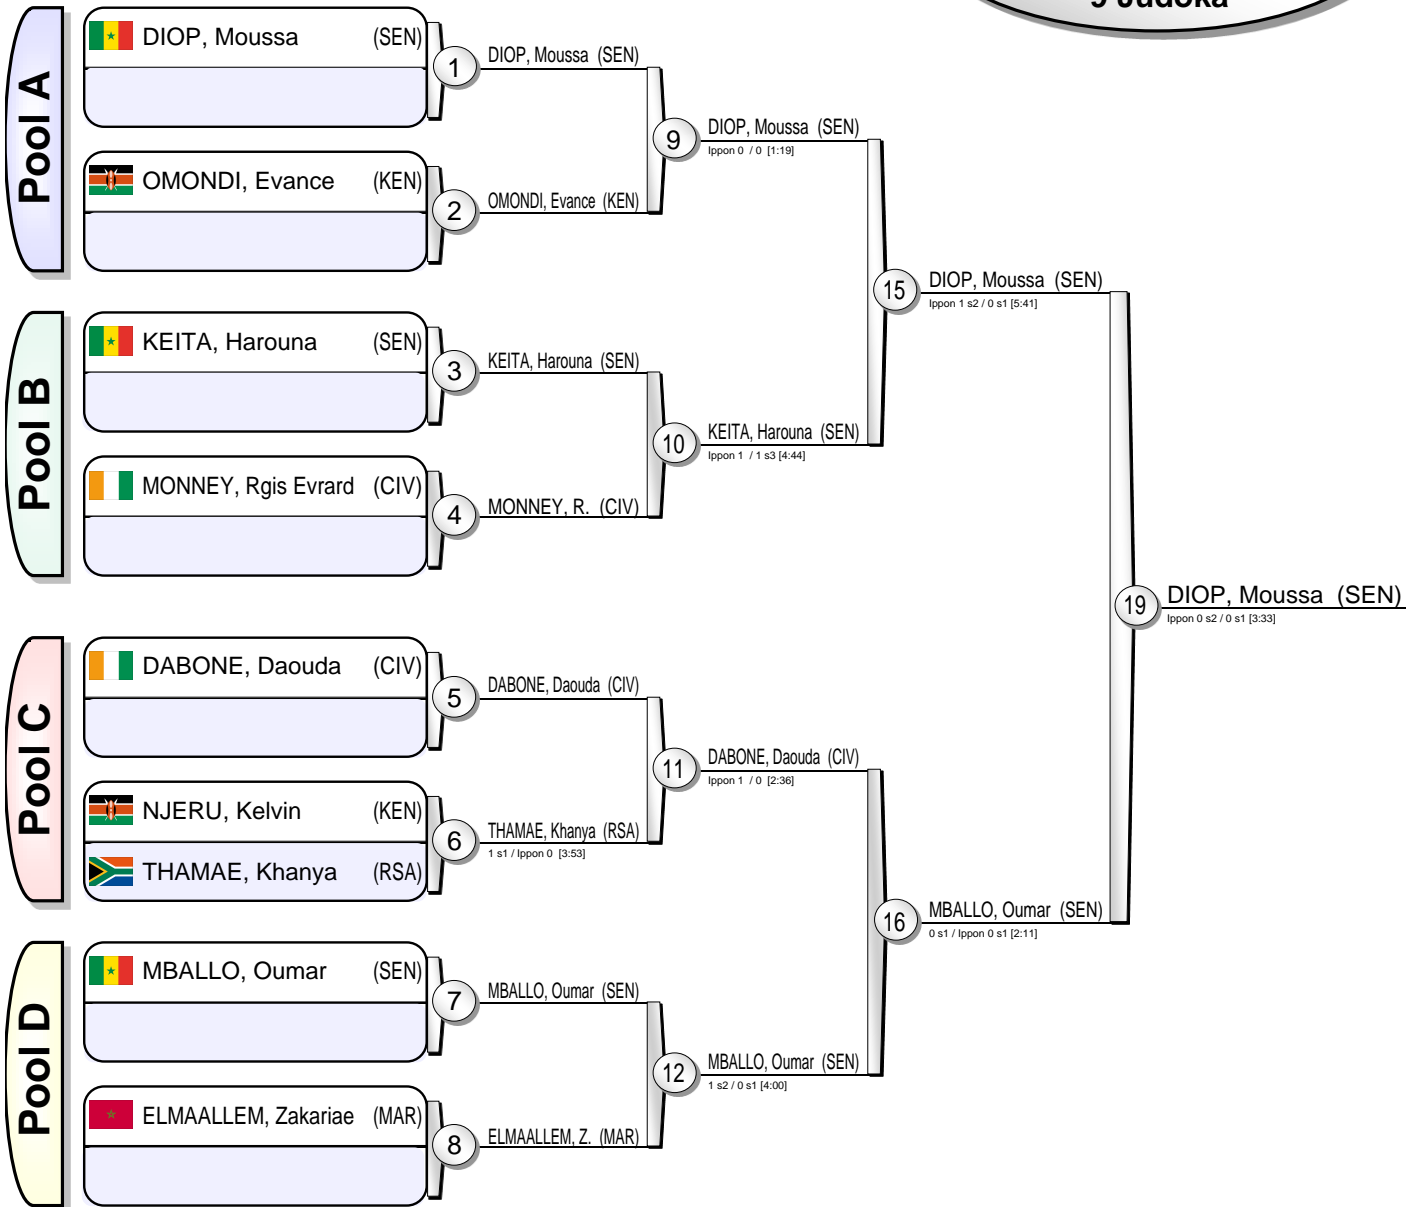 9 Judoka
Pool A
DIOP, Moussa (SEN)
1
DIOP, Moussa (SEN)
OMONDI, Evance (KEN)
2
OMONDI, Evance (KEN)
9
DIOP, Moussa (SEN)
Ippon 0 / 0 [1:19]
Pool B
KEITA, Harouna (SEN)
3
KEITA, Harouna (SEN)
MONNEY, Rgis Evrard (CIV)
4
MONNEY, R. (CIV)
10
KEITA, Harouna (SEN)
Ippon 1 / 1 s3 [4:44]
15
DIOP, Moussa (SEN)
Ippon 1 s2 / 0 s1 [5:41]
Pool C
DABONE, Daouda (CIV)
5
DABONE, Daouda (CIV)
NJERU, Kelvin (KEN)
THAMAE, Khanya (RSA)
6
THAMAE, Khanya (RSA)
1 s1 / Ippon 0 [3:53]
11
DABONE, Daouda (CIV)
Ippon 1 / 0 [2:36]
Pool D
MBALLO, Oumar (SEN)
7
MBALLO, Oumar (SEN)
ELMAALLEM, Zakariae (MAR)
8
ELMAALLEM, Z. (MAR)
12
MBALLO, Oumar (SEN)
1 s2 / 0 s1 [4:00]
16
MBALLO, Oumar (SEN)
0 s1 / Ippon 0 s1 [2:11]
19
DIOP, Moussa (SEN)
Ippon 0 s2 / 0 s1 [3:33]